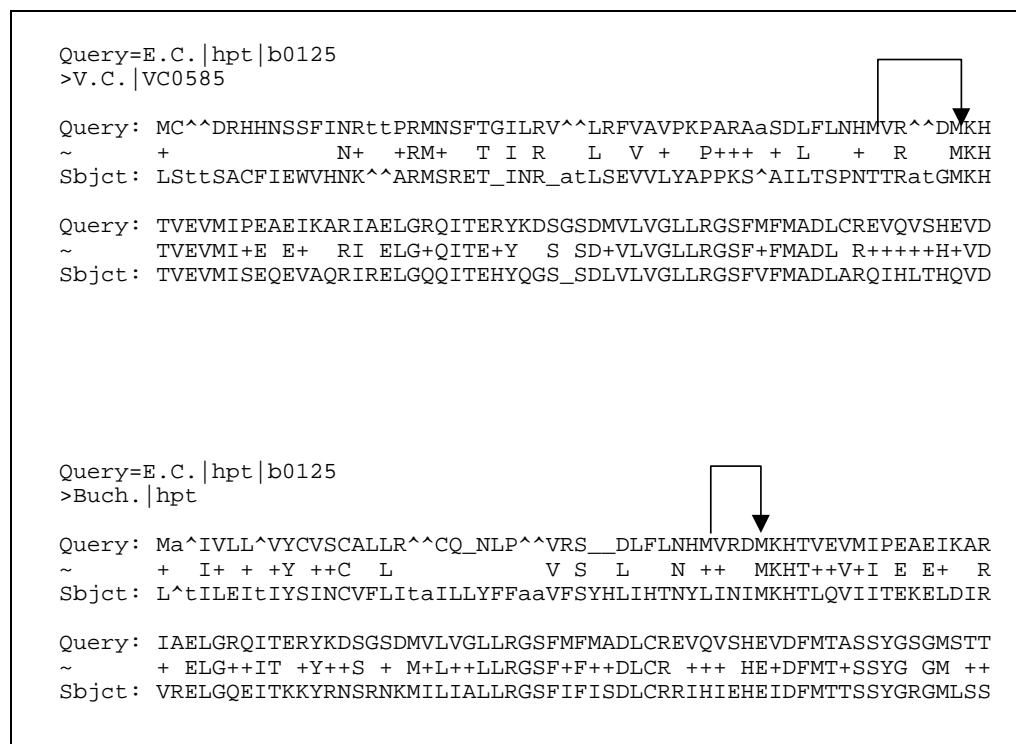 Query=E.C.|hpt|b0125
>V.C.|VC0585
Query: MC^^DRHHNSSFINRttPRMNSFTGILRV^^LRFVAVPKPARAaSDLFLNHMVR^^DMKH
~      +             N+  +RM+  T I R   L  V +  P+++ + L   + R    MKH
Sbjct: LSttSACFIEWVHNK^^ARMSRET_INR_atLSEVVLYAPPKS^AILTSPNTTRatGMKH
Query: TVEVMIPEAEIKARIAELGRQITERYKDSGSDMVLVGLLRGSFMFMADLCREVQVSHEVD
~      TVEVMI+E E+  RI ELG+QITE+Y  S SD+VLVGLLRGSF+FMADL R+++++H+VD
Sbjct: TVEVMISEQEVAQRIRELGQQITEHYQGS_SDLVLVGLLRGSFVFMADLARQIHLTHQVD
Query=E.C.|hpt|b0125
>Buch.|hpt
Query: Ma^IVLL^VYCVSCALLR^^CQ_NLP^^VRS__DLFLNHMVRDMKHTVEVMIPEAEIKAR
~      +  I+ + +Y ++C  L           V S  L   N ++  MKHT++V+I E E+  R
Sbjct: L^tILEItIYSINCVFLItaILLYFFaaVFSYHLIHTNYLINIMKHTLQVIITEKELDIR
Query: IAELGRQITERYKDSGSDMVLVGLLRGSFMFMADLCREVQVSHEVDFMTASSYGSGMSTT
~      + ELG++IT +Y++S + M+L++LLRGSF+F++DLCR +++ HE+DFMT+SSYG GM ++
Sbjct: VRELGQEITKKYRNSRNKMILIALLRGSFIFISDLCRRIHIEHEIDFMTTSSYGRGMLSS